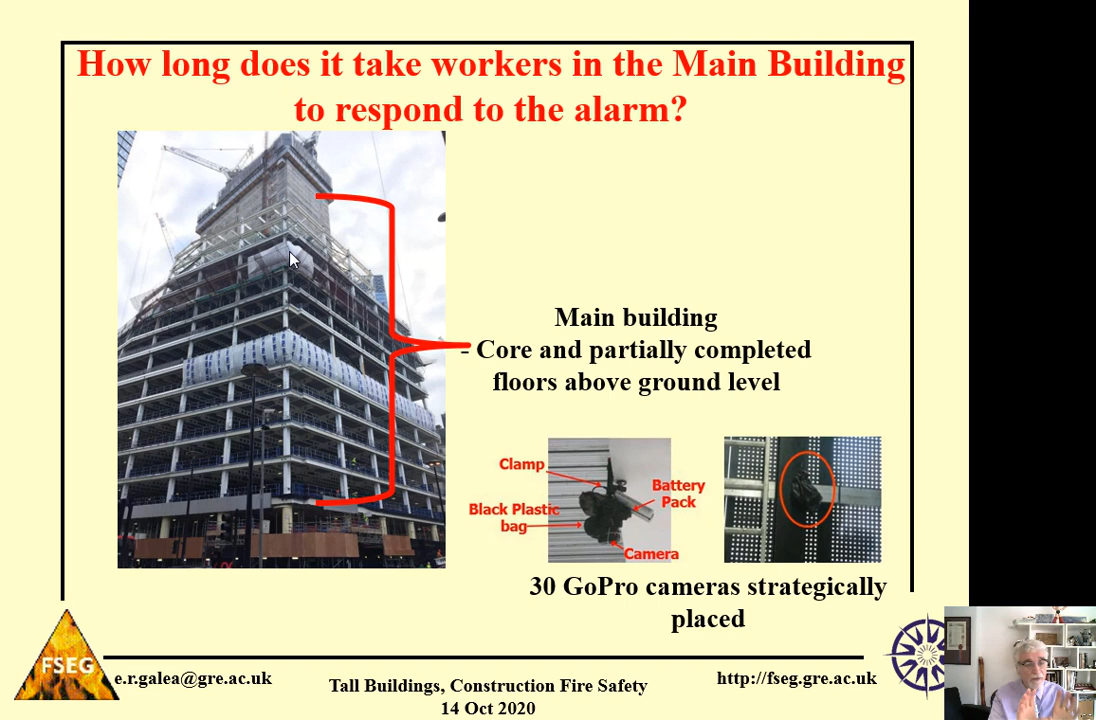 How long does it take workers in the Main Building
to respond to the alarm?
Main building
- Core and partially completed
floors above ground level
Clamp
Battery
Pack
Black Plastic
bag
Camera
30 GoPro cameras strategically
placed
FSEG
e.r.galea@gre.ac.uk
Tall Buildings, Construction Fire Safety
14 Oct 2020
http://fseg.gre.ac.uk